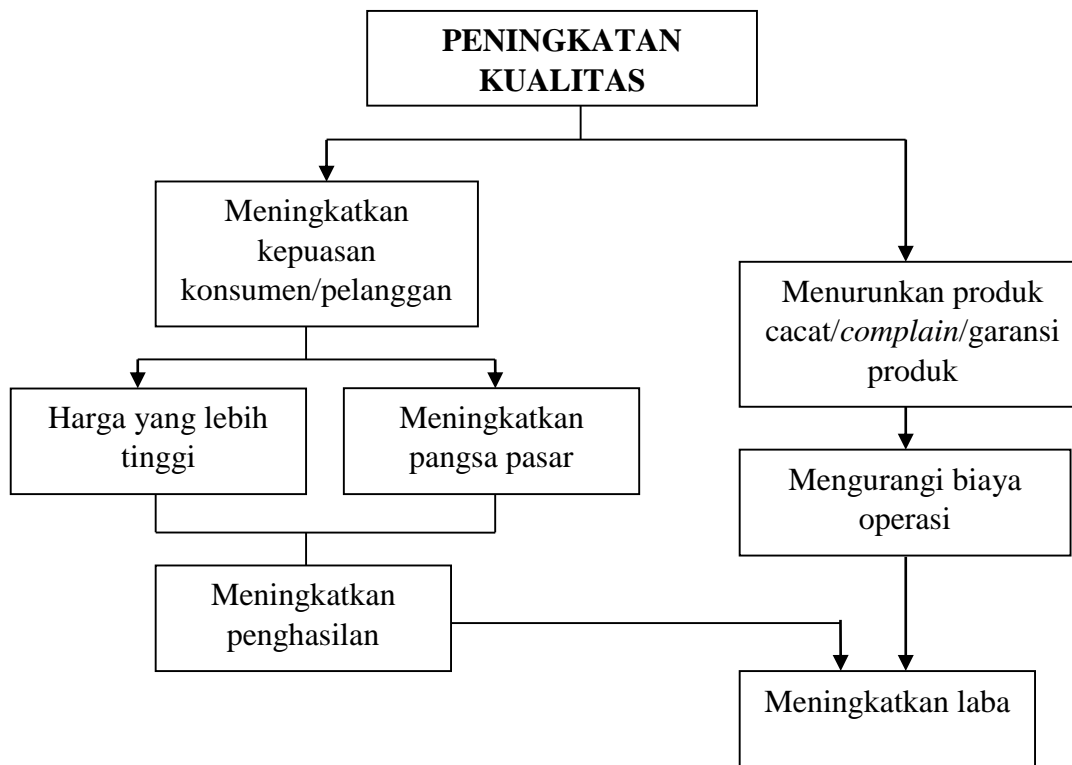 PENINGKATAN
KUALITAS
Meningkatkan
kepuasan
konsumen/pelanggan
Menurunkan produk
cacat/complain/garansi
produk
Harga yang lebih
tinggi
Meningkatkan
pangsa pasar
Mengurangi biaya
operasi
Meningkatkan
penghasilan
Meningkatkan laba